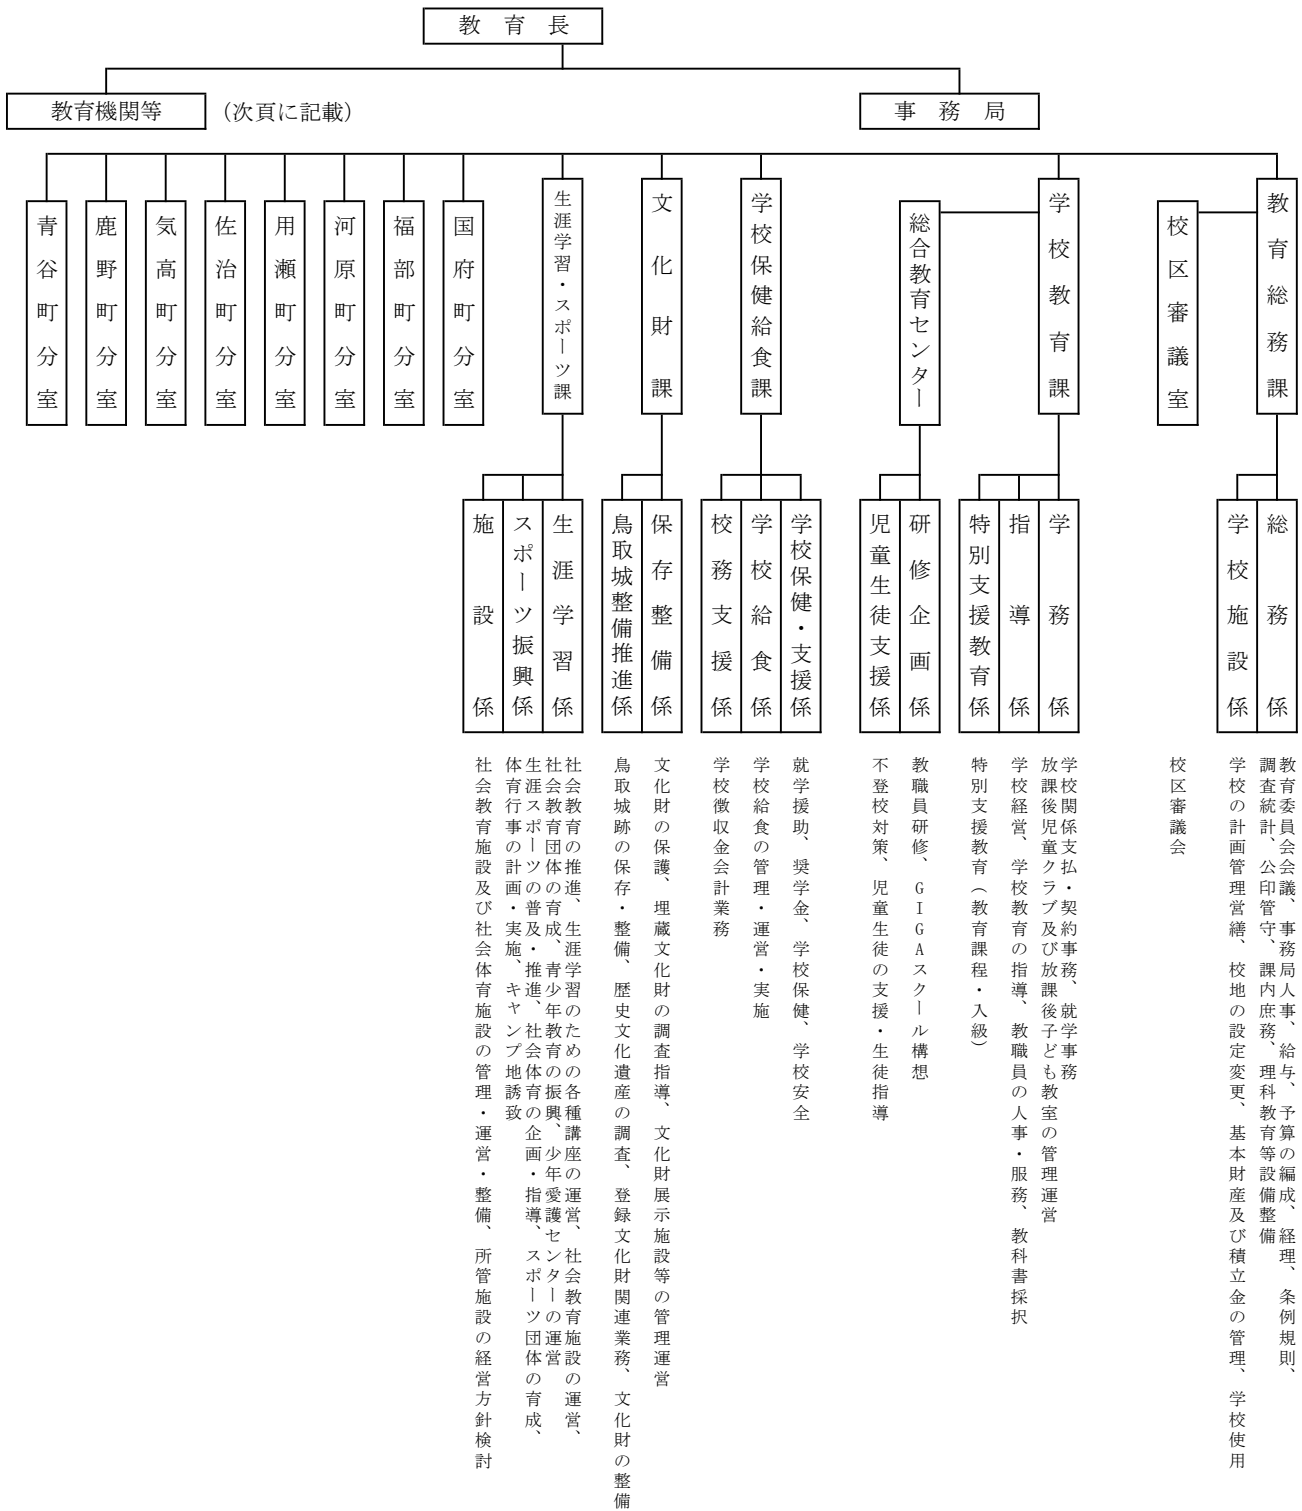 教育長
教育機関等
（次頁に記載）
事務局
教育総務課
校区審議室
学校教育課
総合教育センター
学校保健給食課
文化財課
生涯学習・スポーツ課
国府町分室
福部町分室
河原町分室
用瀬町分室
佐治町分室
気高町分室
鹿野町分室
青谷町分室
総務係
学校施設係
学務係
指導係
特別支援教育係
研修企画係
児童生徒支援係
学校保健・支援係
学校給食係
校務支援係
保存整備係
鳥取城整備推進係
生涯学習係
スポーツ振興係
施設係
教育委員会会議、事務局人事、給与、予算の編成、経理、条例規則、
調査統計、公印管守、課内庶務、理科教育等設備整備
学校の計画管理営繕、校地の設定変更、基本財産及び積立金の管理、学校使用
校区審議会
学校関係支払・契約事務、就学事務
放課後児童クラブ及び放課後子ども教室の管理運営
学校経営、学校教育の指導、教職員の人事・服務、教科書採択
特別支援教育（教育課程・入級）
教職員研修、GIGAスクール構想
不登校対策、児童生徒の支援・生徒指導
就学援助、奨学金、学校保健、学校安全
学校給食の管理・運営・実施
学校徴収金会計業務
文化財の保護、埋蔵文化財の調査指導、文化財展示施設等の管理運営
鳥取城跡の保存・整備、歴史文化遺産の調査、登録文化財関連業務、文化財の整備
社会教育の推進、生涯学習のための各種講座の運営、社会教育施設の運営、
社会教育団体の育成、青少年教育の振興、少年愛護センターの運営
生涯スポーツの普及・推進、社会体育の企画・指導、スポーツ団体の育成、
体育行事の計画・実施、キャンプ地誘致
社会教育施設及び社会体育施設の管理・運営・整備、所管施設の経営方針検討